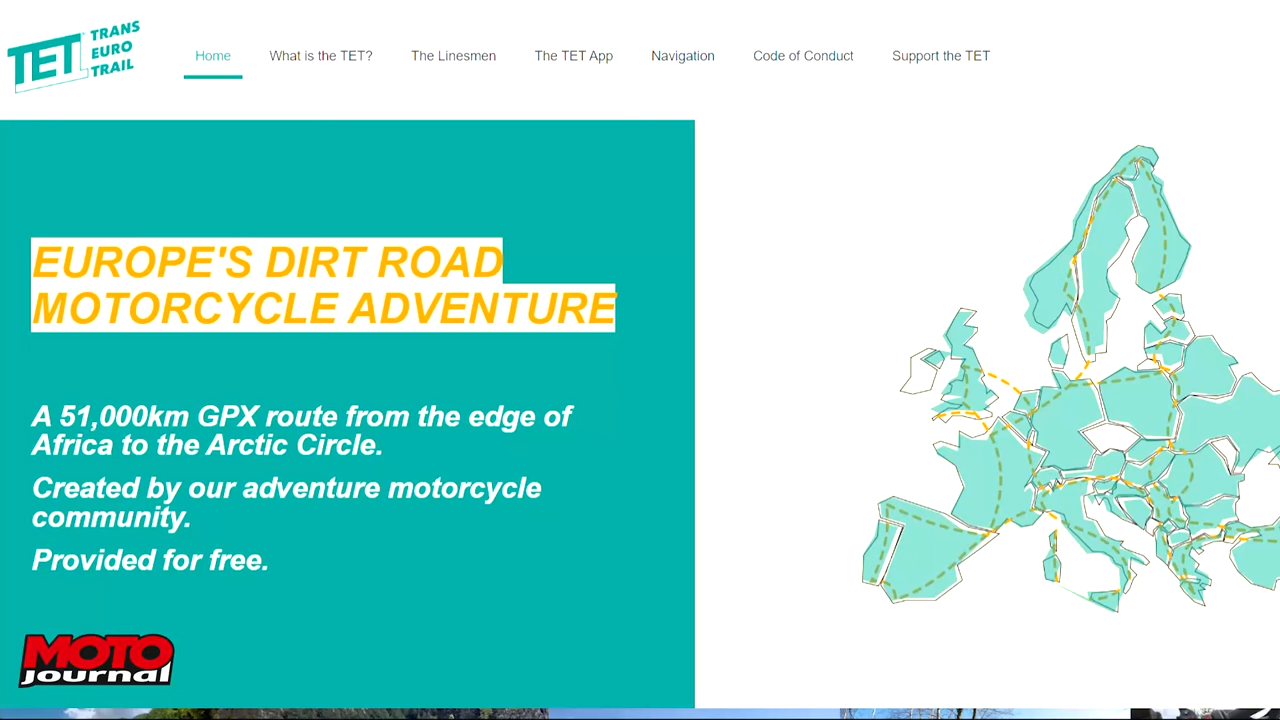 TET TRANS
EURO
TRAIL
Home What is the TET? The Linesmen The TET App Navigation Code of Conduct Support the TET
EUROPE'S DIRT ROAD
MOTORCYCLE ADVENTURE
A 51,000km GPX route from the edge of
Africa to the Arctic Circle.
Created by our adventure motorcycle
community.
Provided for free.
MOTO
journal